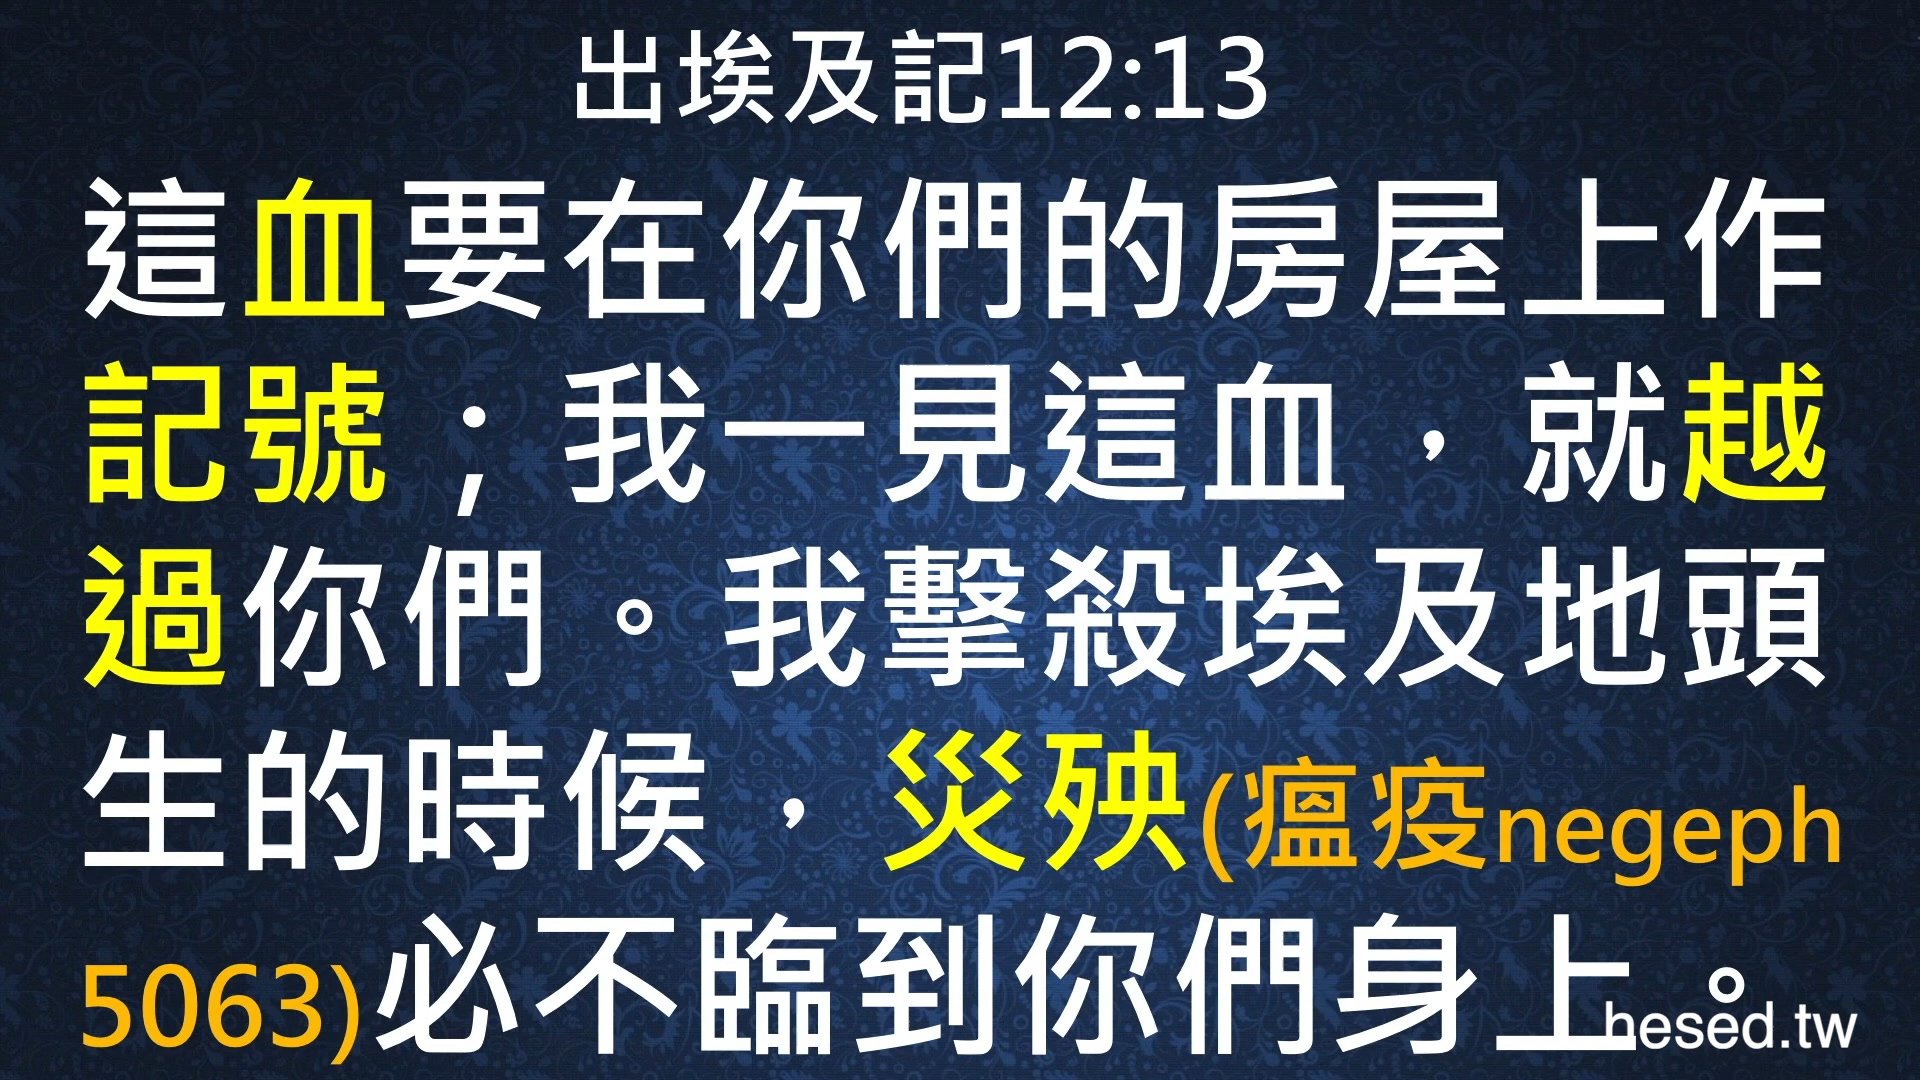 出埃及記12:13
這血要在你們的房屋上作
記號；我一見這血，就越
過你們。我擊殺埃及地頭
生的時候，災殃(瘟疫negeph
5063)必不臨到你們身上。
hesed.tw